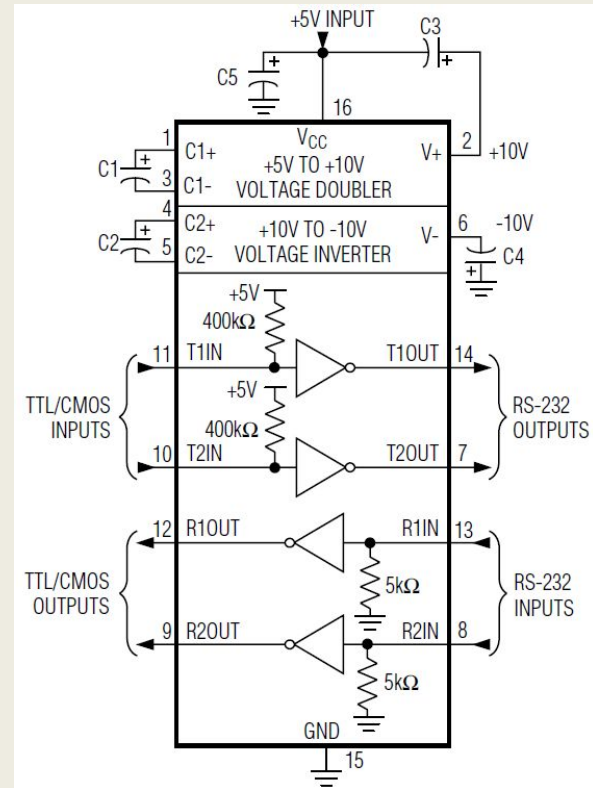 +5V INPUT
C3
+
C5
+
16
1
C1+
VCC
+5V TO +10V
VOLTAGE DOUBLER
V+
2
+10V
C1
+
3
C1-
4
C2+
+10V TO -10V
VOLTAGE INVERTER
V-
6
-10V
C2
+
5
C2-
C4
+
+5V
400kΩ
11
T1IN
T1OUT
14
+5V
400kΩ
TTL/CMOS
INPUTS
RS-232
OUTPUTS
10
T2IN
T2OUT
7
12
R1OUT
R1IN
13
5kΩ
TTL/CMOS
OUTPUTS
RS-232
INPUTS
9
R2OUT
R2IN
8
5kΩ
GND
15